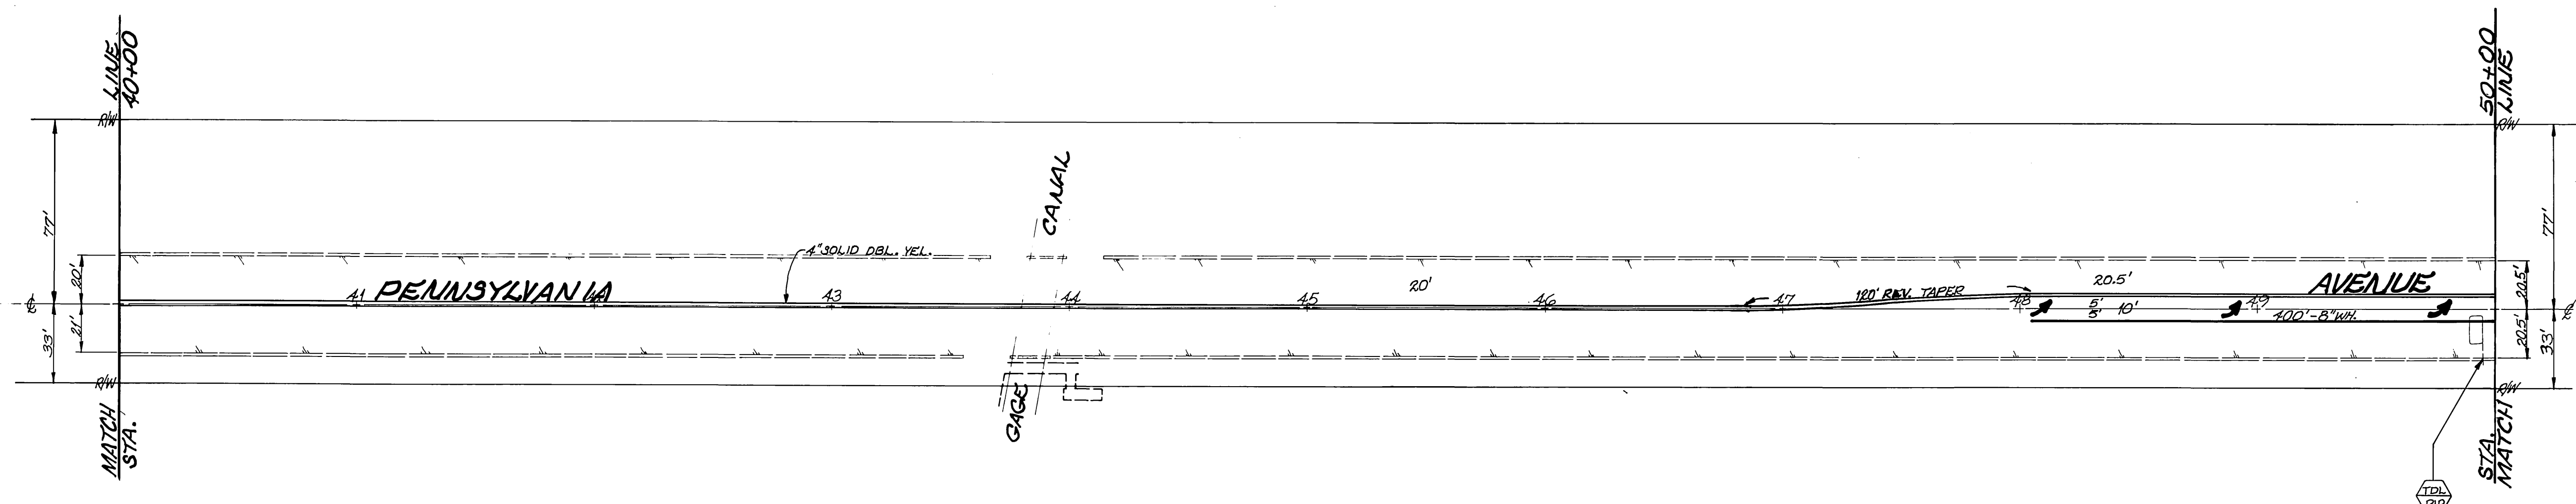 LINE
40+00
50+00
LINE
R/W
R/W
77'
CANAL
77'
4" SOLID DBL. YEL.
20'
41 PENNSYLVANIA
43
44
45
20'
46
120' REV. TAPER
47
48
20.5'
49
AVENUE
20.5'
℄
℄
5'
5'
10'
400'-8" WH.
21'
33'
20.5'
33'
R/W
R/W
GAGE
MATCH
STA.
STA.
MATCH
TDL